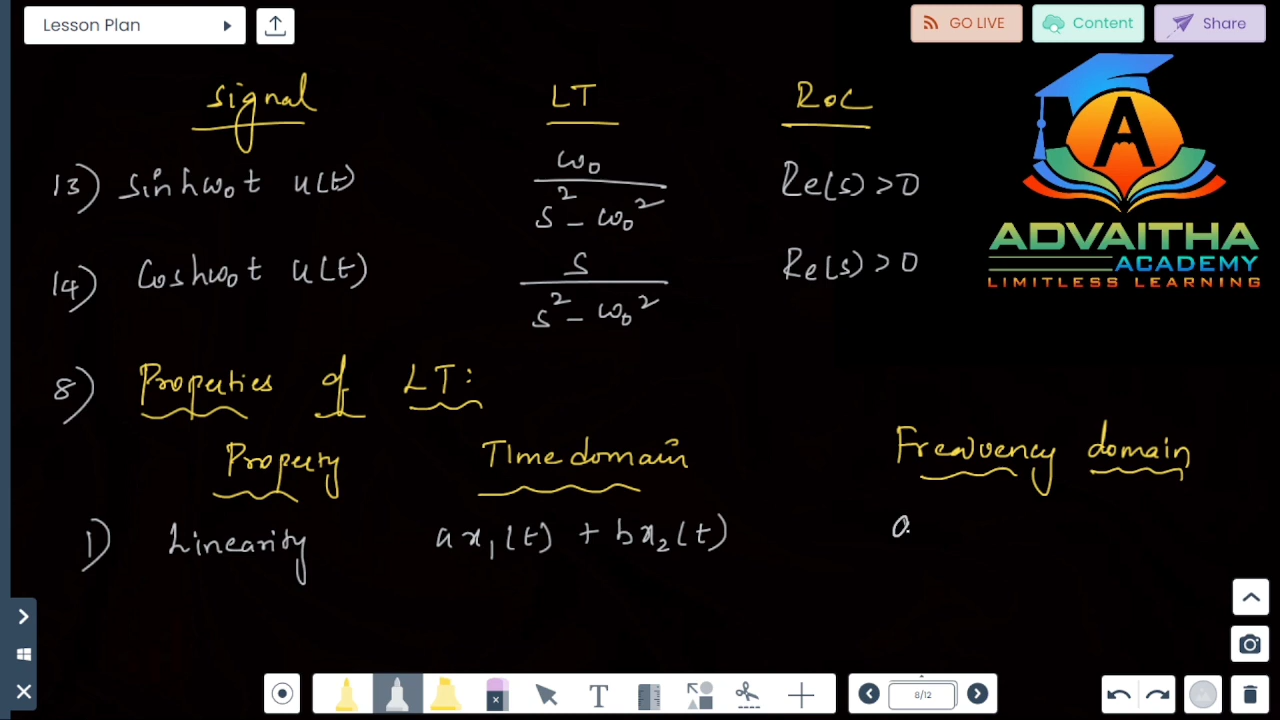 Lesson Plan
GO LIVE
Content
Share
Signal LT ROC
13) sinhω₀t u(t) ω₀/(s² - ω₀²) Re(s) > 0
14) Coshω₀t u(t) s/(s² - ω₀²) Re(s) > 0
A
ADVAITHA
ACADEMY
LIMITLESS LEARNING
8) Properties of LT:
Property Time domain Frequency domain
1) Linearity ax₁(t) + bx₂(t) a
8/12